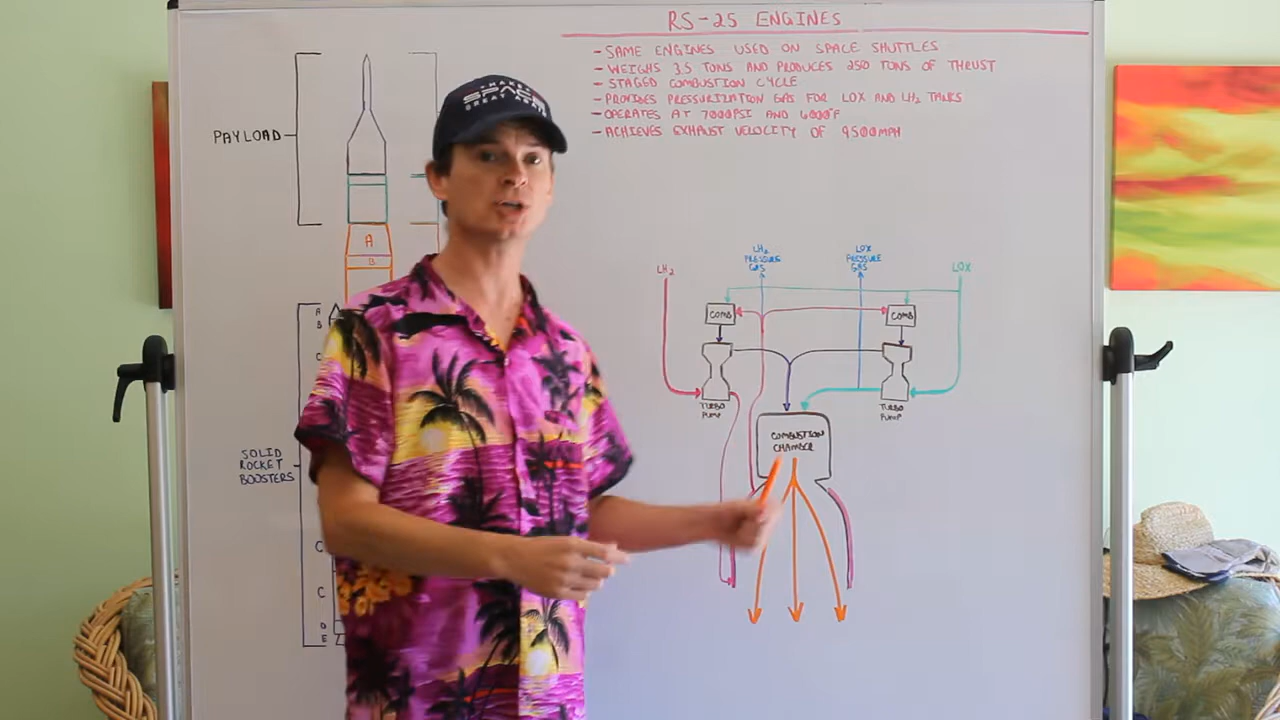 RS-25 ENGINES
- SAME ENGINES USED ON SPACE SHUTTLES
- WEIGHS 3.5 TONS AND PRODUCES 250 TONS OF THRUST
- STAGED COMBUSTION CYCLE
- PROVIDES PRESSURIZATION GAS FOR LOX AND LH2 TANKS
- OPERATES AT 7000PSI AND 6000°F
- ACHIEVES EXHAUST VELOCITY OF 9500MPH
MAKE
SPACE
GREAT AGAIN
PAYLOAD
A
B
A
B
C
SOLID
ROCKET
BOOSTERS
C
C
D
E
LH2
LH2
PRESSURE
GAS
LOX
PRESSURE
GAS
LOX
COMB
COMB
TURBO
PUMP
TURBO
PUMP
COMBUSTION
CHAMBER